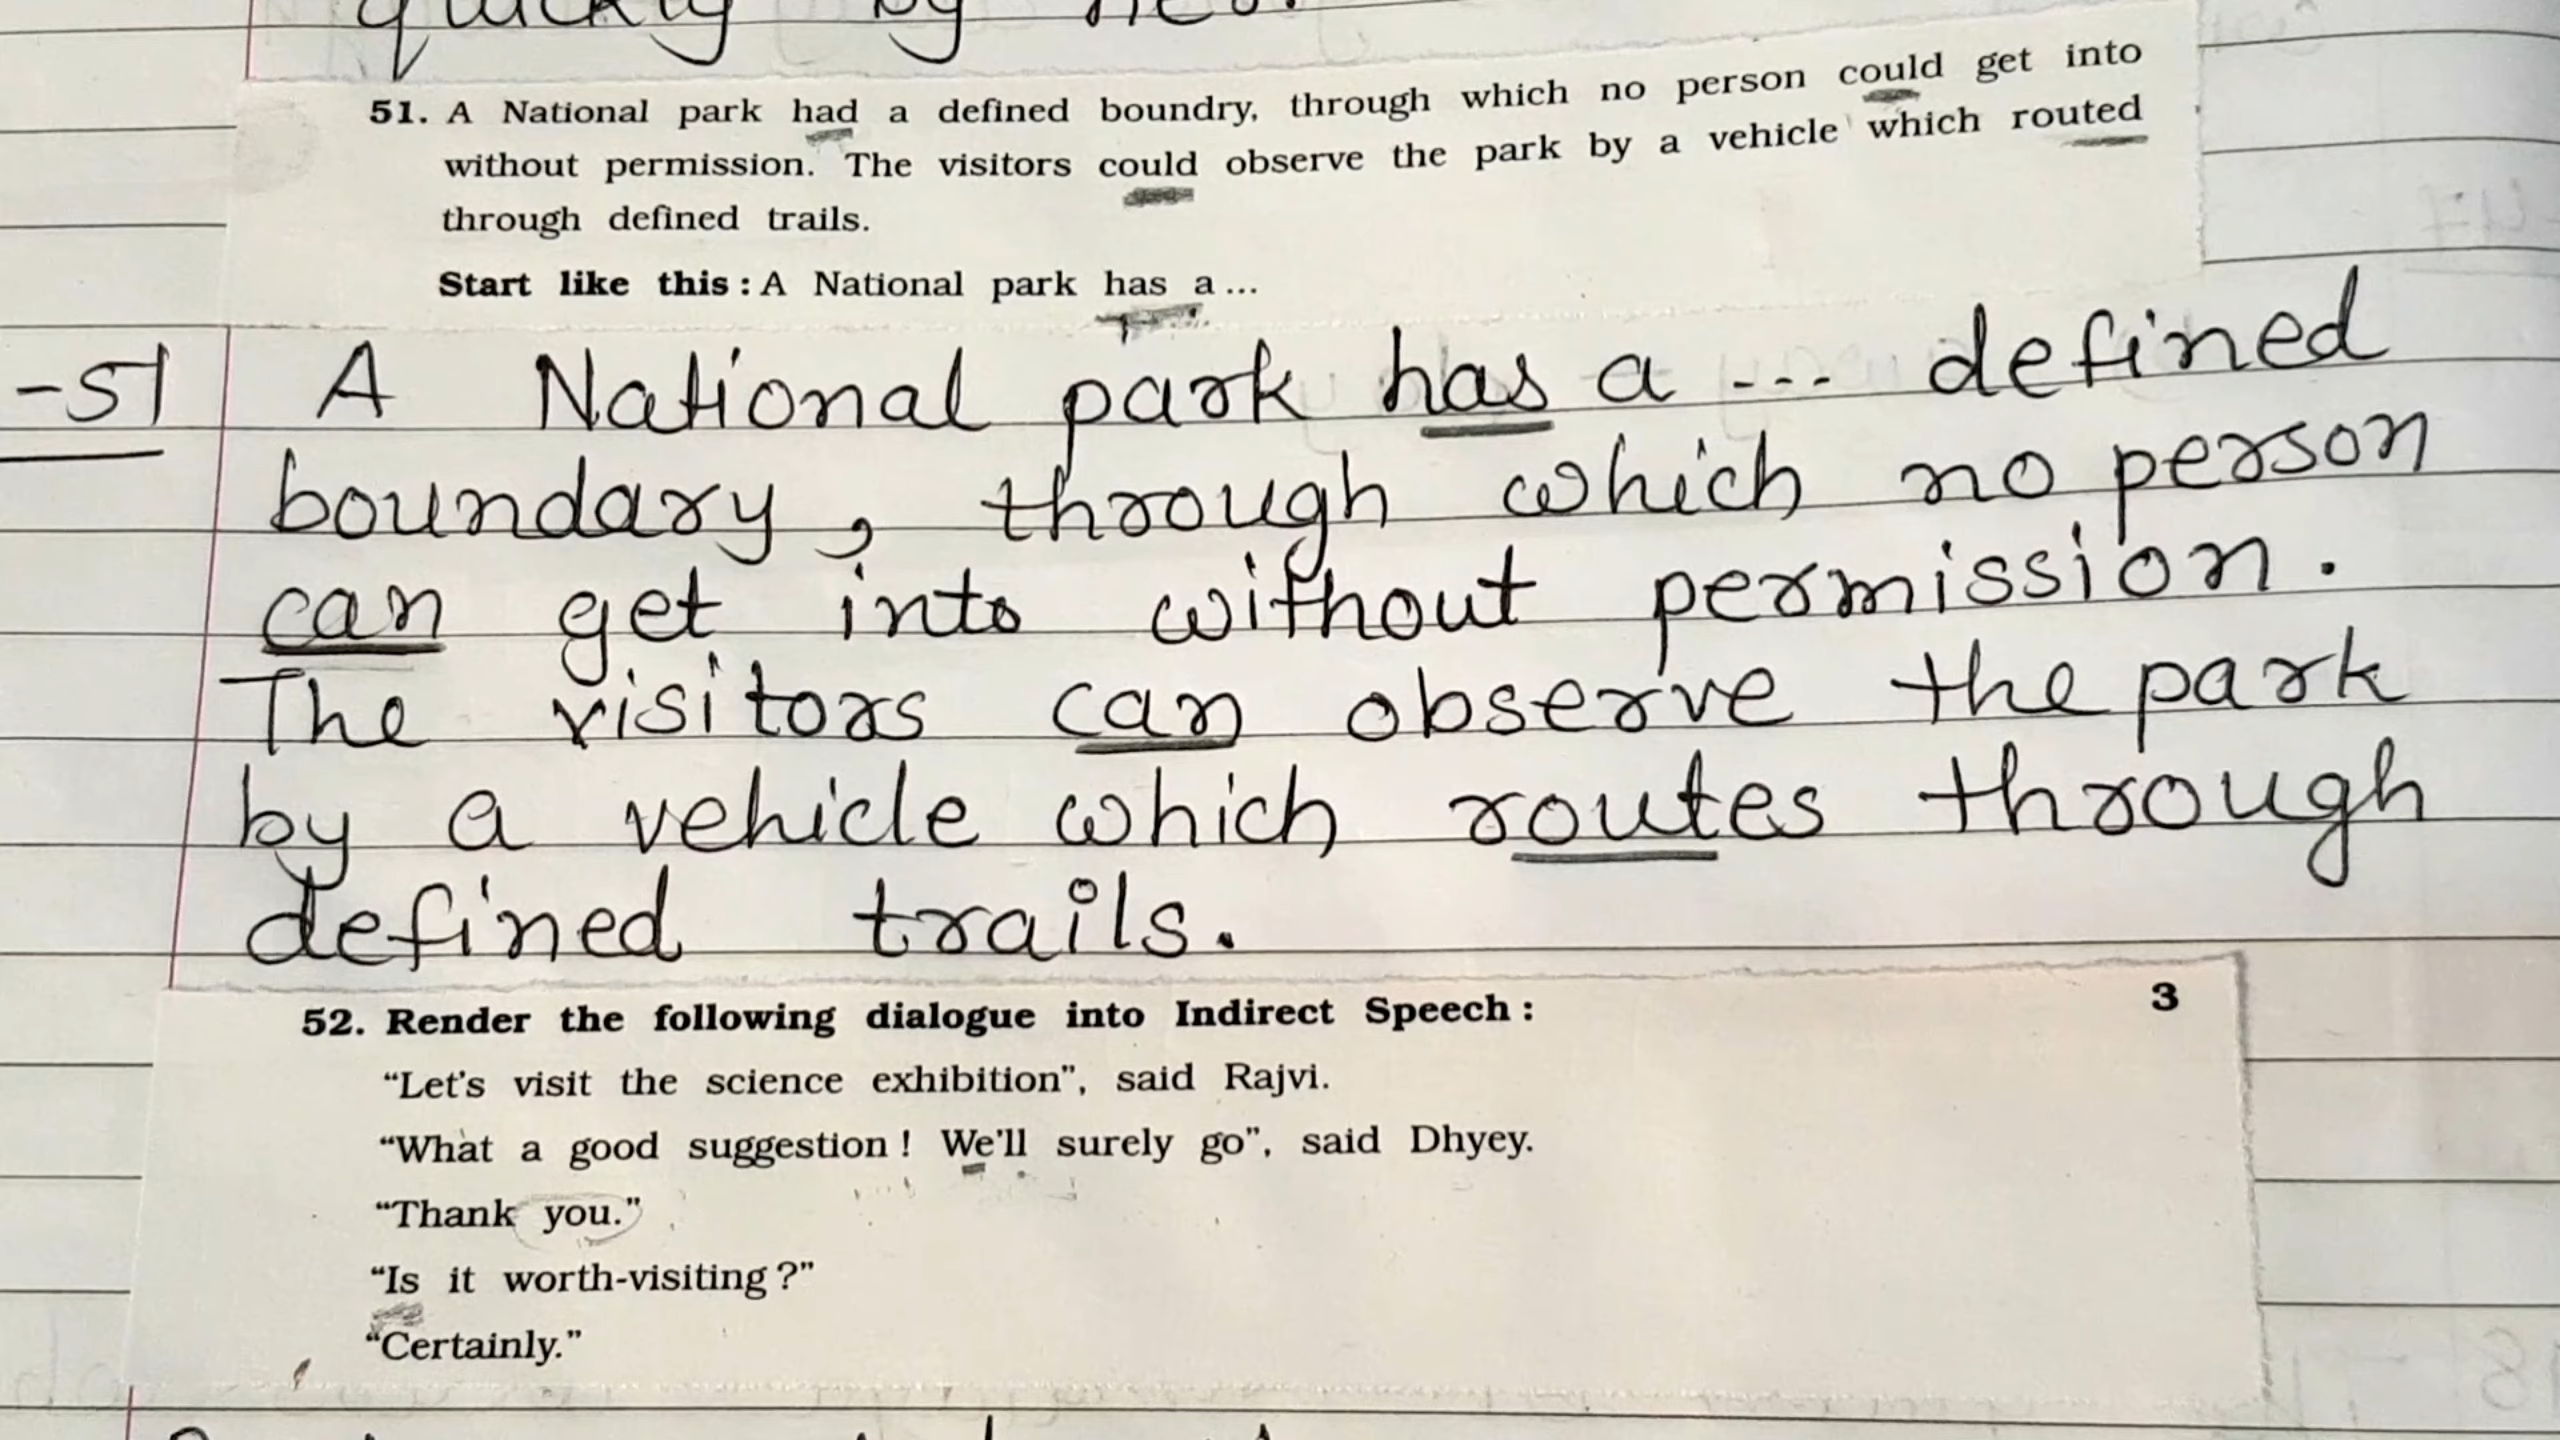 quickly by
51. A National park had a defined boundry, through which no person could get into
without permission. The visitors could observe the park by a vehicle which routed
through defined trails.
Start like this : A National park has a ...
-51 A National park has a --- defined
boundary, through which no person
can get into without permission.
The visitors can observe the park
by a vehicle which routes through
defined trails.
52. Render the following dialogue into Indirect Speech : 3
“Let's visit the science exhibition”, said Rajvi.
“What a good suggestion ! We'll surely go”, said Dhyey.
“Thank you.”
“Is it worth-visiting ?”
“Certainly.”